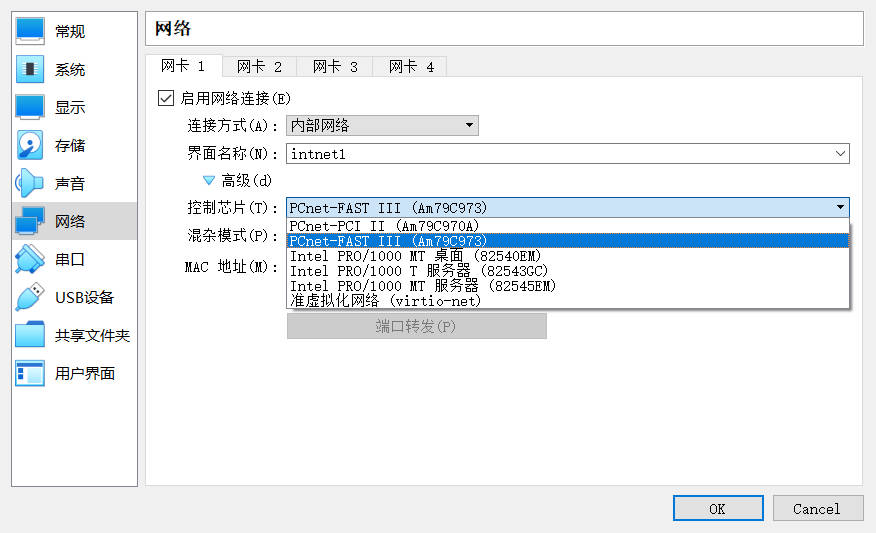 常规
系统
显示
存储
声音
网络
串口
USB设备
共享文件夹
用户界面
网络
网卡 1
网卡 2
网卡 3
网卡 4
启用网络连接(E)
连接方式(A): 内部网络
界面名称(N): intnet1
高级(d)
控制芯片(T): PCnet-FAST III (Am79C973)
PCnet-PCI II (Am79C970A)
混杂模式(P): PCnet-FAST III (Am79C973)
Intel PRO/1000 MT 桌面 (82540EM)
MAC 地址(M): Intel PRO/1000 T 服务器 (82543GC)
Intel PRO/1000 MT 服务器 (82545EM)
准虚拟化网络 (virtio-net)
端口转发(P)
OK
Cancel